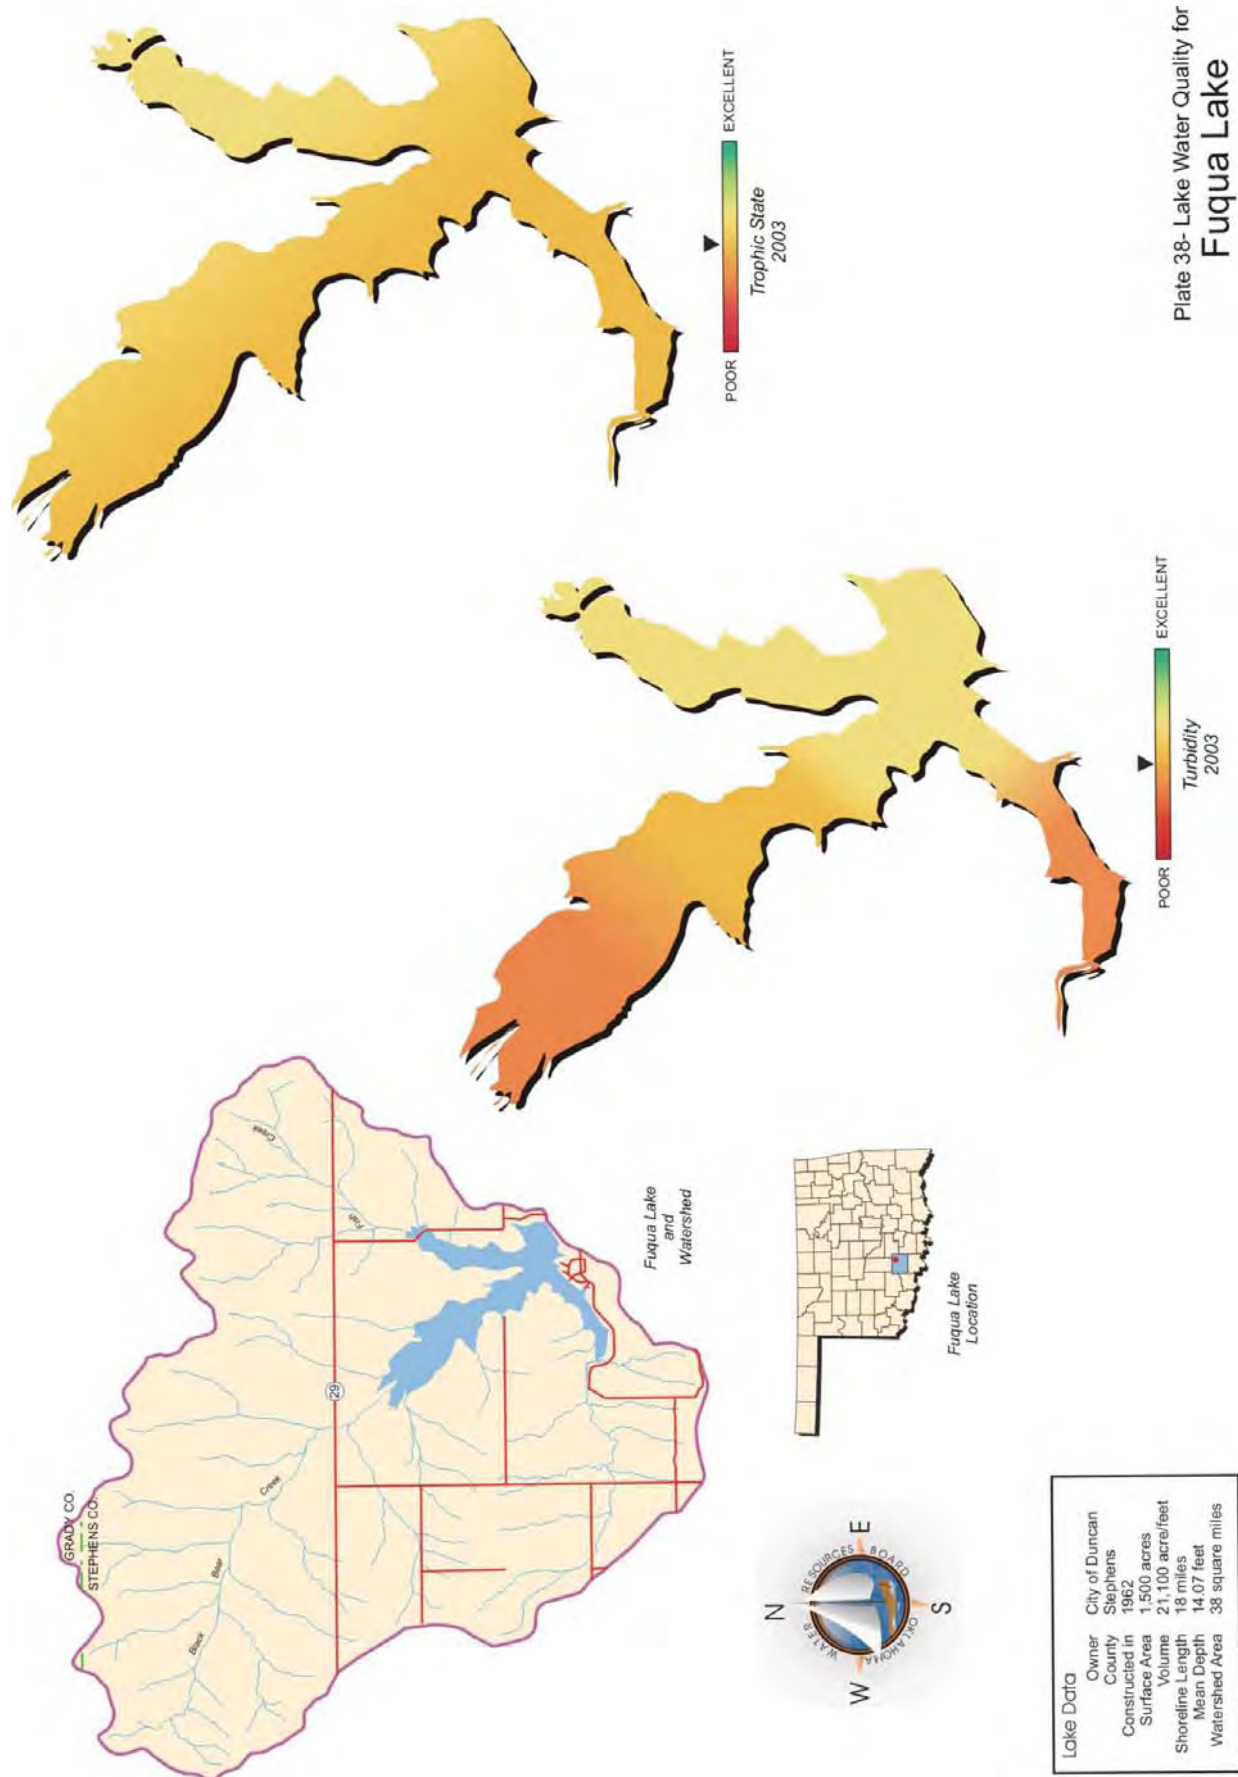 Plate 38- Lake Water Quality for
Fuqua Lake
POOR
EXCELLENT
Trophic State
2003
POOR
EXCELLENT
Turbidity
2003
GRADY CO.
STEPHENS CO.
Black
Bear
Creek
29
Fish
Creek
Fuqua Lake
and
Watershed
Fuqua Lake
Location
N
W
E
S
WATER RESOURCES BOARD
OKLAHOMA
Lake Data
Owner City of Duncan
County Stephens
Constructed in 1962
Surface Area 1,500 acres
Volume 21,100 acre/feet
Shoreline Length 18 miles
Mean Depth 14.07 feet
Watershed Area 38 square miles